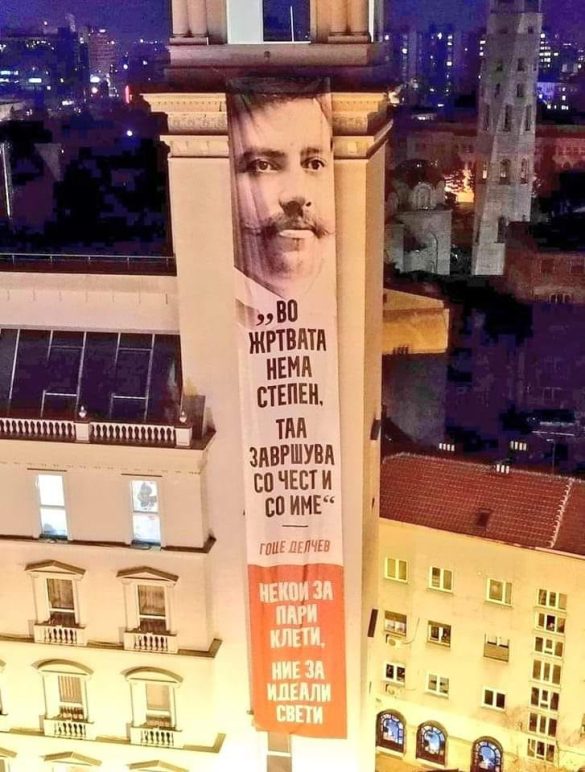 „ВО
ЖРТВАТА
НЕМА
СТЕПЕН,
ТАА
ЗАВРШУВА
СО ЧЕСТ И
СО ИМЕ“
ГОЦЕ ДЕЛЧЕВ
НЕКОИ ЗА
ПАРИ
КЛЕТИ,
НИЕ ЗА
ИДЕАЛИ
СВЕТИ